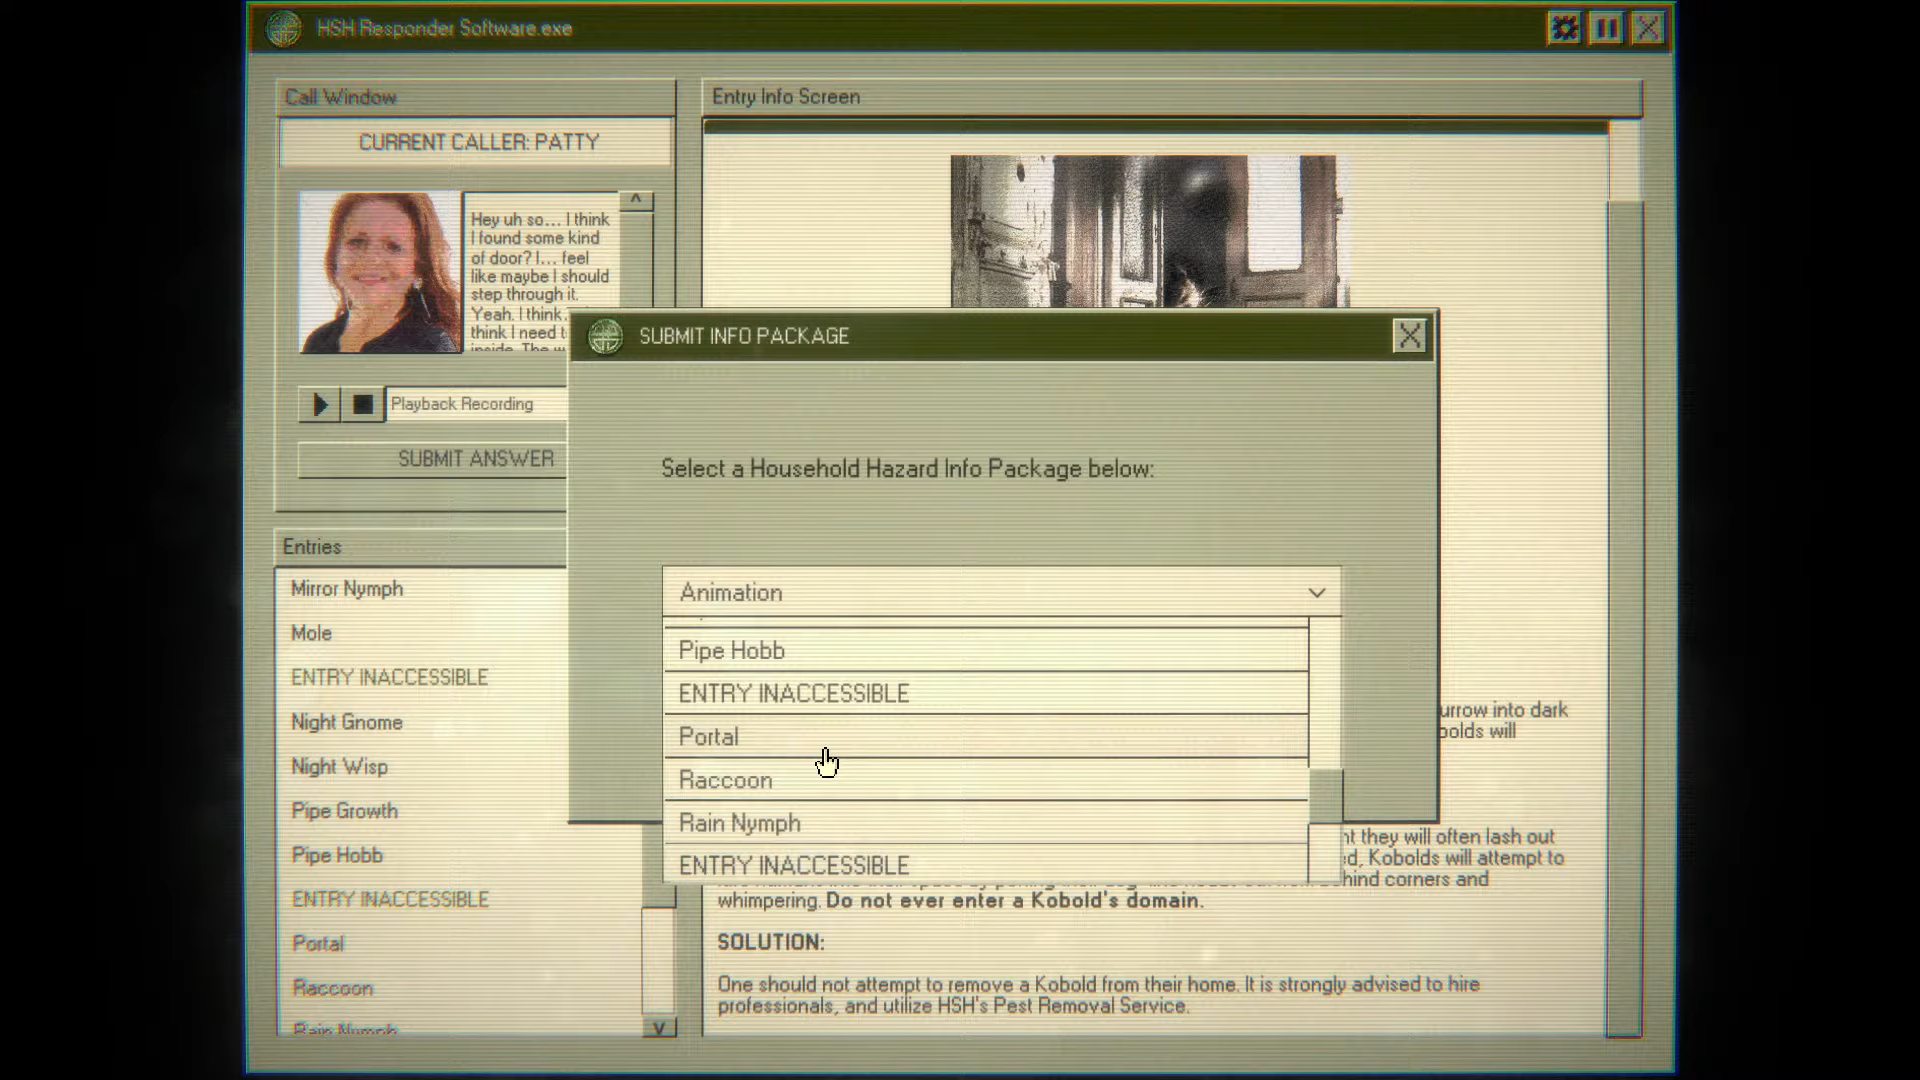 HSH Responder Software.exe
Call Window
CURRENT CALLER: PATTY
Hey uh so... I think
I found some kind
of door? I... feel
like maybe I should
step through it.
Yeah. I think.
think I need t
inside. The w
Playback Recording
SUBMIT ANSWER
Entries
Mirror Nymph
Mole
ENTRY INACCESSIBLE
Night Gnome
Night Wisp
Pipe Growth
Pipe Hobb
ENTRY INACCESSIBLE
Portal
Raccoon
Rain Nymph
V
Entry Info Screen
SUBMIT INFO PACKAGE
Select a Household Hazard Info Package below:
Animation
Pipe Hobb
ENTRY INACCESSIBLE
Portal
Raccoon
Rain Nymph
ENTRY INACCESSIBLE
urrow into dark
bolds will
nt they will often lash out
ed, Kobolds will attempt to
hind corners and
whimpering. Do not ever enter a Kobold's domain.
SOLUTION:
One should not attempt to remove a Kobold from their home. It is strongly advised to hire
professionals, and utilize HSH's Pest Removal Service.